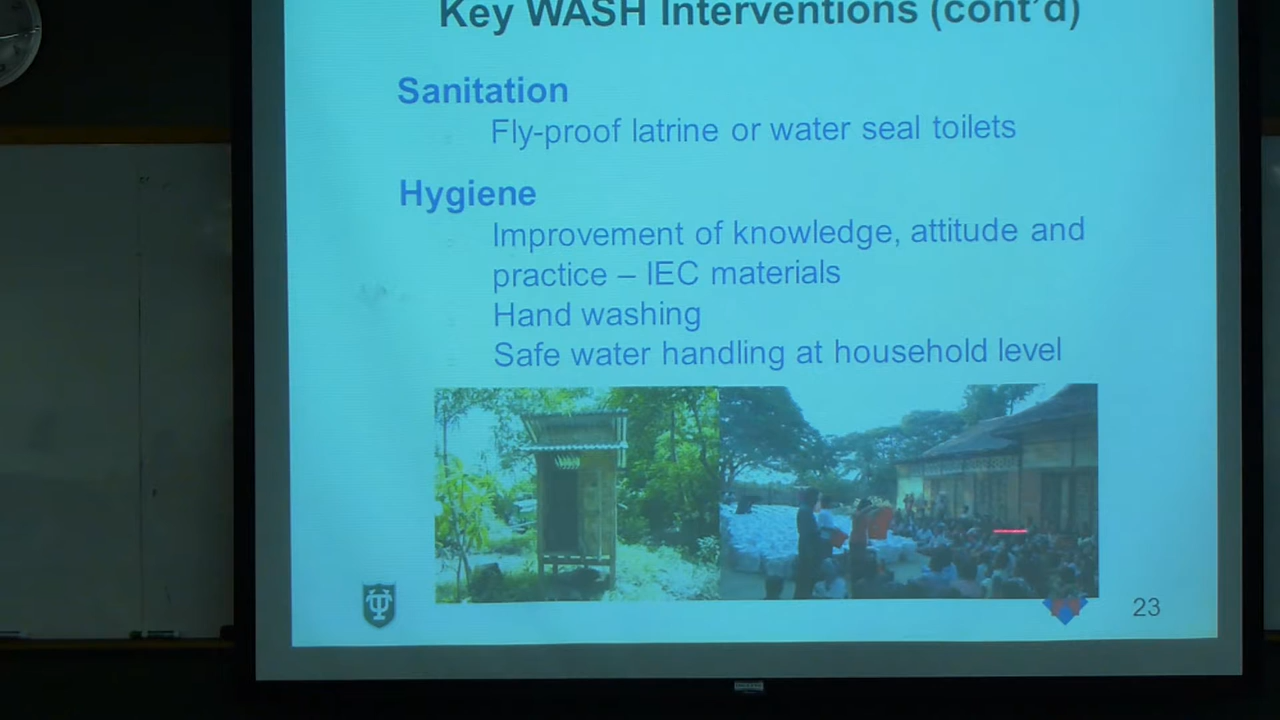 Key WASH Interventions (cont'd)
Sanitation
Fly-proof latrine or water seal toilets
Hygiene
Improvement of knowledge, attitude and
practice – IEC materials
Hand washing
Safe water handling at household level
23